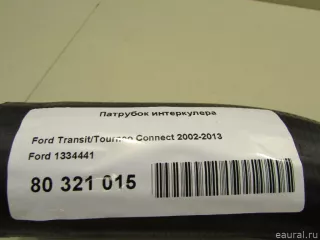 Патрубок интеркулера
Ford Transit/Tourneo Connect 2002-2013
Ford 1334441
80 321 015
eaural.ru